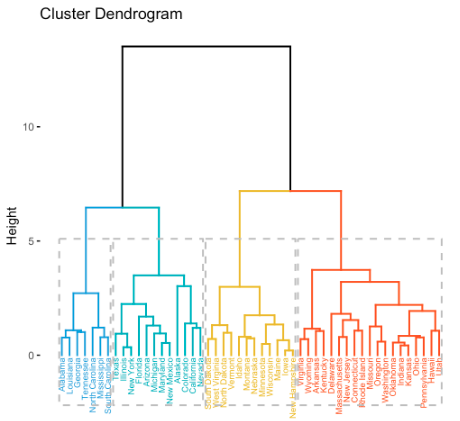 Cluster Dendrogram
Height
10
5
0
Alabama
Louisiana
Georgia
Tennessee
North Carolina
Mississippi
South Carolina
Texas
Illinois
New York
Florida
Arizona
Michigan
Maryland
New Mexico
Alaska
Colorado
California
Nevada
South Dakota
West Virginia
North Dakota
Vermont
Idaho
Montana
Nebraska
Minnesota
Wisconsin
Maine
Iowa
New Hampshire
Virginia
Wyoming
Arkansas
Kentucky
Delaware
Massachusetts
New Jersey
Connecticut
Rhode Island
Missouri
Oregon
Washington
Oklahoma
Indiana
Kansas
Ohio
Pennsylvania
Hawaii
Utah